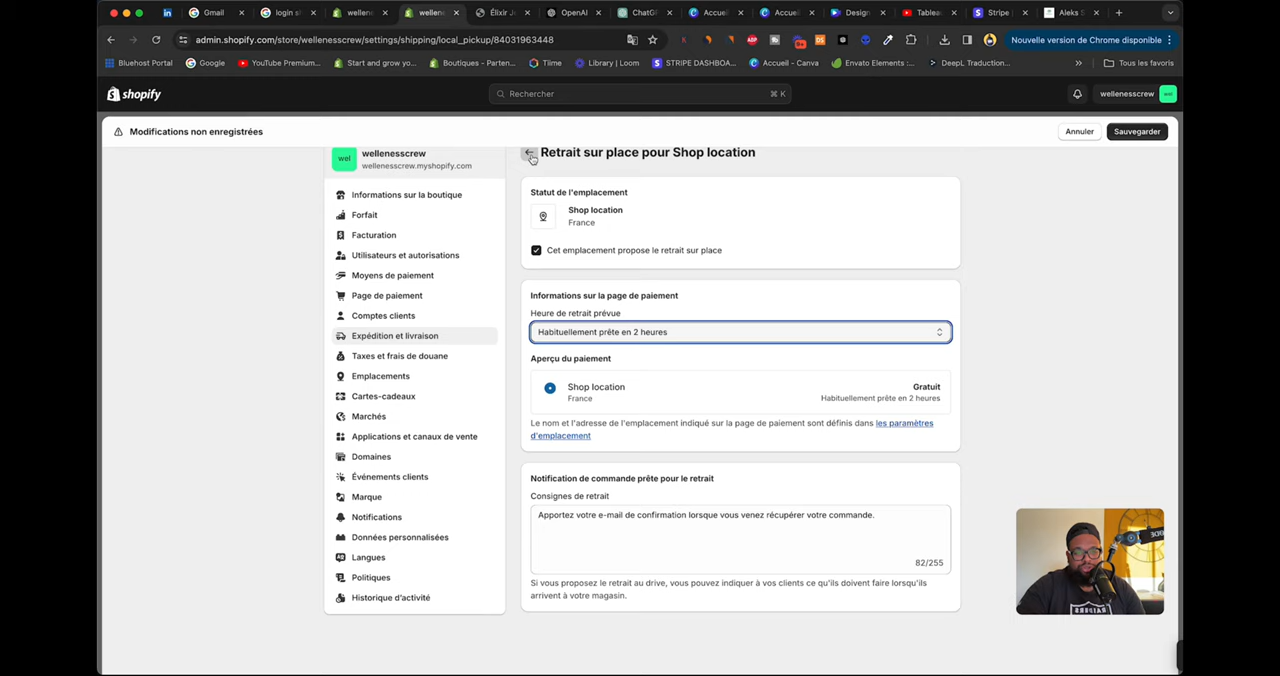 Gmail
login sh
wellene
wellene
Élixir Je
OpenAI
ChatGP
Accueil
Accueil
Design
Tableau
Stripe
Aleks S
admin.shopify.com/store/wellenesscrew/settings/shipping/local_pickup/84031963448
Nouvelle version de Chrome disponible
Bluehost Portal
Google
YouTube Premium...
Start and grow yo...
Boutiques - Parten...
Tiime
Library | Loom
STRIPE DASHBOA...
Accueil - Canva
Envato Elements :...
DeepL Traduction...
Tous les favoris
shopify
Rechercher
⌘ K
wellenesscrew
wel
Modifications non enregistrées
Annuler
Sauvegarder
wel
wellenesscrew
wellenesscrew.myshopify.com
Informations sur la boutique
Forfait
Facturation
Utilisateurs et autorisations
Moyens de paiement
Page de paiement
Comptes clients
Expédition et livraison
Taxes et frais de douane
Emplacements
Cartes-cadeaux
Marchés
Applications et canaux de vente
Domaines
Événements clients
Marque
Notifications
Données personnalisées
Langues
Politiques
Historique d'activité
Retrait sur place pour Shop location
Statut de l'emplacement
Shop location
France
Cet emplacement propose le retrait sur place
Informations sur la page de paiement
Heure de retrait prévue
Habituellement prête en 2 heures
Aperçu du paiement
Shop location
Gratuit
France
Habituellement prête en 2 heures
Le nom et l'adresse de l'emplacement indiqué sur la page de paiement sont définis dans les paramètres
d'emplacement
Notification de commande prête pour le retrait
Consignes de retrait
Apportez votre e-mail de confirmation lorsque vous venez récupérer votre commande.
82/255
Si vous proposez le retrait au drive, vous pouvez indiquer à vos clients ce qu'ils doivent faire lorsqu'ils
arrivent à votre magasin.